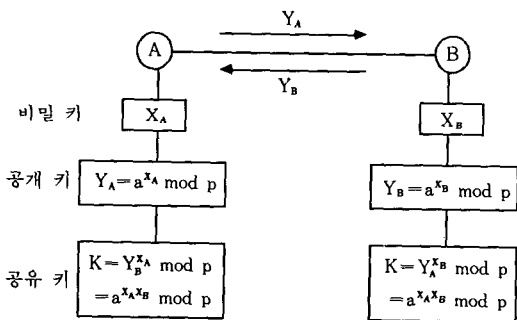 Y_A
A
B
Y_B
비밀 키
X_A
X_B
공개 키
Y_A=a^{X_A} mod p
Y_B=a^{X_B} mod p
공유 키
K=Y_B^{X_A} mod p
=a^{X_A X_B} mod p
K=Y_A^{X_B} mod p
=a^{X_A X_B} mod p